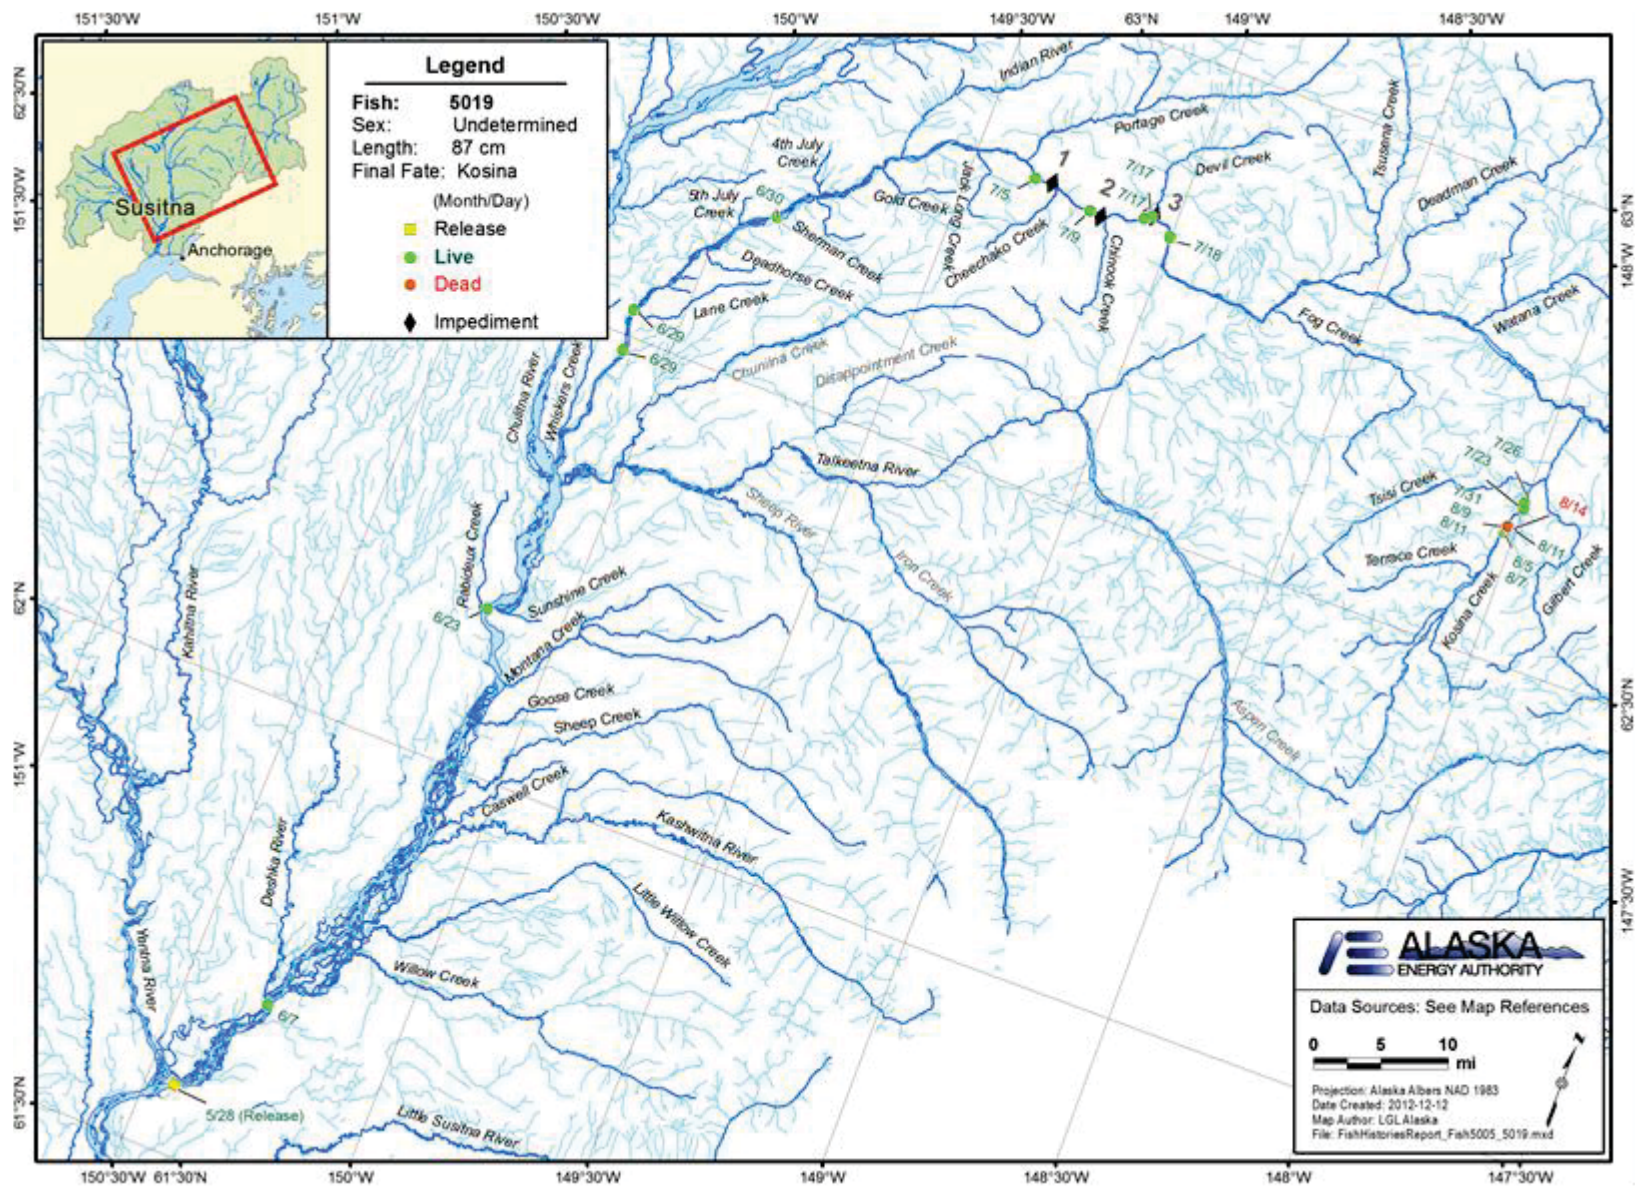 151°30'W
151°W
150°30'W
150°W
149°30'W
63°N
149°W
148°30'W
62°30'N
151°30'W
62°N
151°W
61°30'N
63°N
148°W
62°30'N
147°30'W
150°30'W
61°30'N
150°W
149°30'W
149°W
148°30'W
148°W
147°30'W
Susitna
Anchorage
Legend
Fish: 5019
Sex: Undetermined
Length: 87 cm
Final Fate: Kosina
(Month/Day)
Release
Live
Dead
Impediment
Indian River
Portage Creek
Tsusena Creek
4th July
Creek
Devil Creek
Deadman Creek
5th July
Creek
6/30
Gold Creek
Jack Long Creek
7/5
1
7/9
2
7/17
7/17
3
7/18
Sherman Creek
Cheechako Creek
Chinook Creek
Deadhorse Creek
Lane Creek
Fog Creek
Watana Creek
6/29
6/29
Chulitna River
Whiskers Creek
Chunilna Creek
Disappointment Creek
Talkeetna River
Sheep River
Iron Creek
7/26
7/23
Tsisi Creek
7/31
8/9
8/11
8/14
8/11
8/5
8/7
Terrace Creek
Kosina Creek
Gilbert Creek
Rabideux Creek
6/23
Sunshine Creek
Montana Creek
Kahiltna River
Goose Creek
Sheep Creek
Aspen Creek
Caswell Creek
Kashwitna River
Deshka River
Little Willow Creek
Willow Creek
Yentna River
6/7
5/28 (Release)
Little Susitna River
ALASKA
ENERGY AUTHORITY
Data Sources: See Map References
0 5 10
mi
N
Projection: Alaska Albers NAD 1983
Date Created: 2012-12-12
Map Author: LGL Alaska
File: FishHistoriesReport_Fish5005_5019.mxd